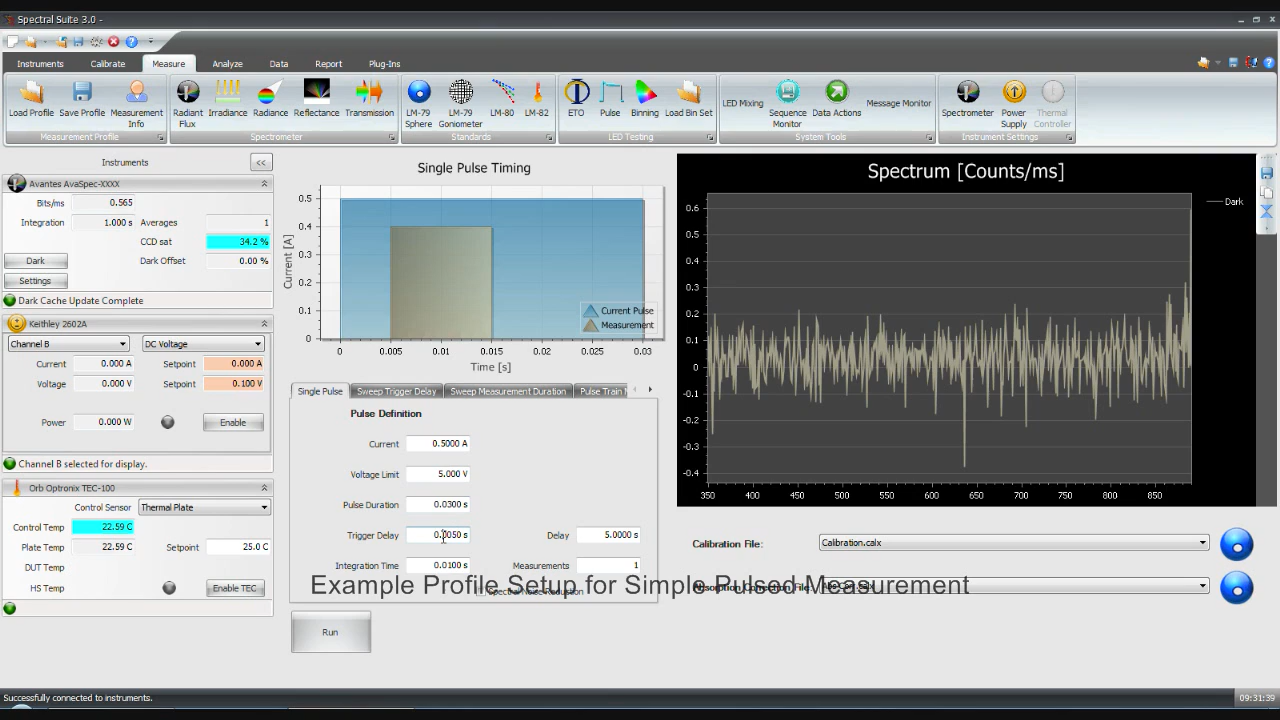 Spectral Suite 3.0 -
Instruments Calibrate Measure Analyze Data Report Plug-Ins
Load Profile Save Profile Measurement Info
Radiant Flux Irradiance Radiance Reflectance Transmission
LM-79 Sphere LM-79 Goniometer LM-80 LM-82
ETO Pulse Binning Load Bin Set
LED Mixing Sequence Monitor Data Actions Message Monitor
Spectrometer Power Supply Thermal Controller
Measurement Profile Spectrometer Standards LED Testing System Tools Instrument Settings
Instruments <<
Avantes AvaSpec-XXXX
Bits/ms 0.565
Integration 1.000 s Averages 1
CCD sat 34.2 %
Dark Dark Offset 0.00 %
Settings
Dark Cache Update Complete
Keithley 2602A
Channel B DC Voltage
Current 0.000 A Setpoint 0.000 A
Voltage 0.000 V Setpoint 0.100 V
Power 0.000 W Enable
Channel B selected for display.
Orb Optronix TEC-100
Control Sensor Thermal Plate
Control Temp 22.59 C
Plate Temp 22.59 C Setpoint 25.0 C
DUT Temp
HS Temp Enable TEC
Single Pulse Timing
Current [A]
0.5
0.4
0.3
0.2
0.1
0
0 0.005 0.01 0.015 0.02 0.025 0.03
Time [s]
Current Pulse
Measurement
Single Pulse Sweep Trigger Delay Sweep Measurement Duration Pulse Train
Pulse Definition
Current 0.5000 A
Voltage Limit 5.000 V
Pulse Duration 0.0300 s
Trigger Delay 0.0050 s Delay 5.0000 s
Integration Time 0.0100 s Measurements 1
Spectral Noise Reduction
Run
Spectrum [Counts/ms]
Dark
0.6
0.5
0.4
0.3
0.2
0.1
0
-0.1
-0.2
-0.3
-0.4
350 400 450 500 550 600 650 700 750 800 850
Calibration File: Calibration.calx
Example Profile Setup for Simple Pulsed Measurement
Successfully connected to instruments. 09:31:39